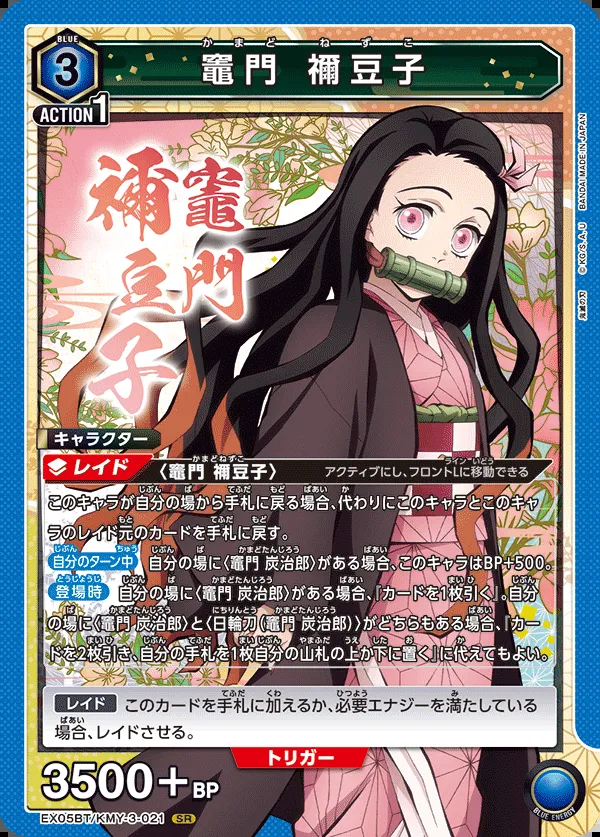 BLUE
3
ACTION 1
かまど ねずこ
竈門 禰豆子
竈門
禰豆子
©KG/S,A,U BANDAI MADE IN JAPAN
鬼滅の刃
キャラクター
レイド 〈竈門 禰豆子〉 アクティブにし、フロントLに移動できる
このキャラが自分の場から手札に戻る場合、代わりにこのキャラとこのキャ
ラのレイド元のカードを手札に戻す。
自分のターン中 自分の場に〈竈門 炭治郎〉がある場合、このキャラはBP+500。
登場時 自分の場に〈竈門 炭治郎〉がある場合、「カードを1枚引く」。自分
の場に〈竈門 炭治郎〉と〈日輪刀（竈門 炭治郎）〉がどちらもある場合、「カー
ドを2枚引き、自分の手札を1枚自分の山札の上か下に置く」に代えてもよい。
レイド このカードを手札に加えるか、必要エナジーを満たしている
場合、レイドさせる。
トリガー
3500+BP
BLUE ENERGY
EX05BT/KMY-3-021 SR